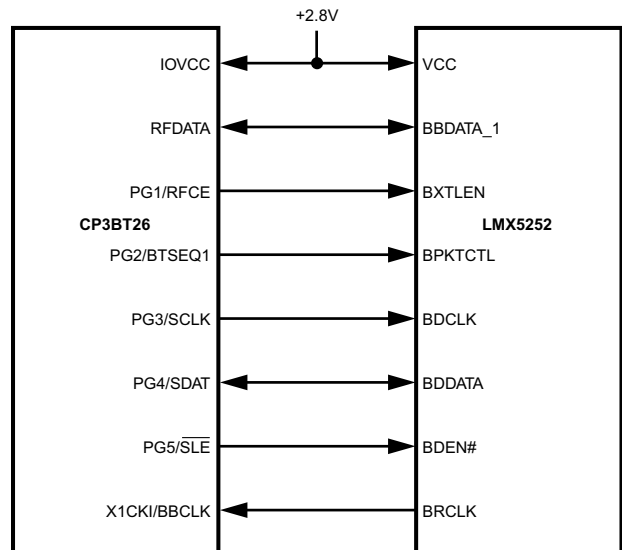 +2.8V
IOVCC VCC
RFDATA BBDATA_1
PG1/RFCE BXTLEN
CP3BT26 LMX5252
PG2/BTSEQ1 BPKTCTL
PG3/SCLK BDCLK
PG4/SDAT BDDATA
PG5/SLE BDEN#
X1CKI/BBCLK BRCLK